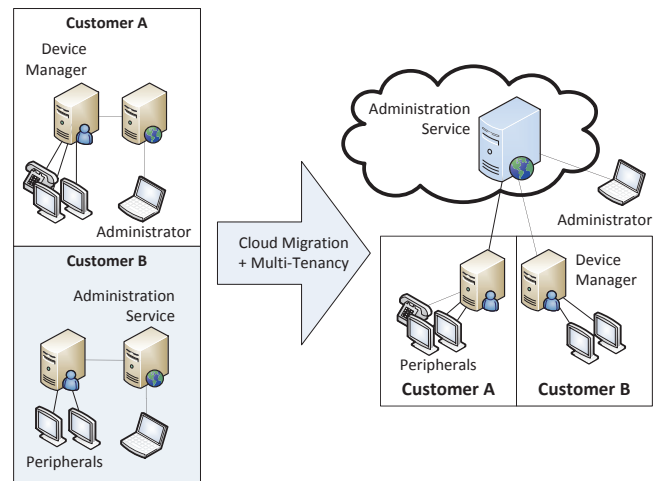 Customer A
Device
Manager
Administrator
Customer B
Administration
Service
Peripherals
Cloud Migration
+ Multi-Tenancy
Administration
Service
Administrator
Device
Manager
Peripherals
Customer A
Customer B